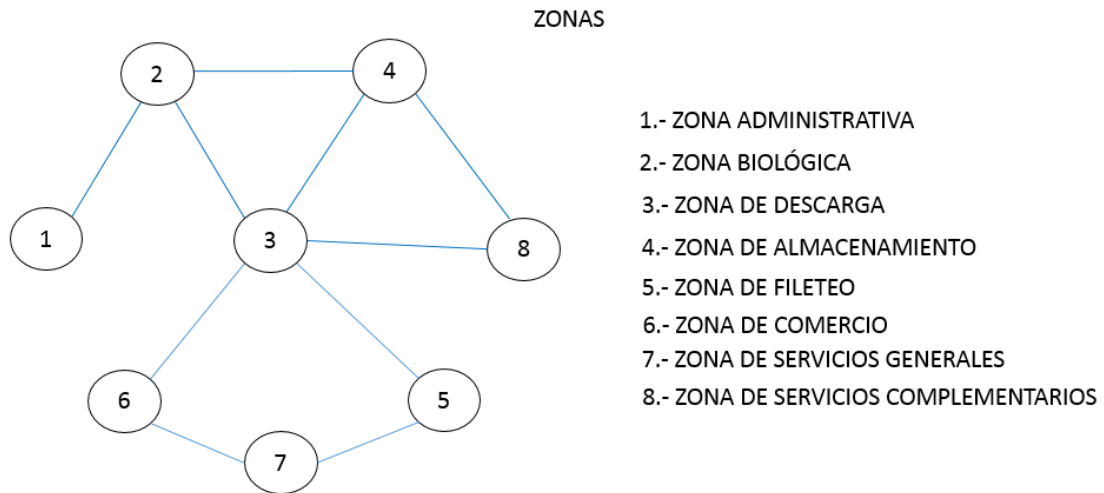 ZONAS
2
4
1
3
8
6
5
7
1.- ZONA ADMINISTRATIVA
2.- ZONA BIOLÓGICA
3.- ZONA DE DESCARGA
4.- ZONA DE ALMACENAMIENTO
5.- ZONA DE FILETEO
6.- ZONA DE COMERCIO
7.- ZONA DE SERVICIOS GENERALES
8.- ZONA DE SERVICIOS COMPLEMENTARIOS